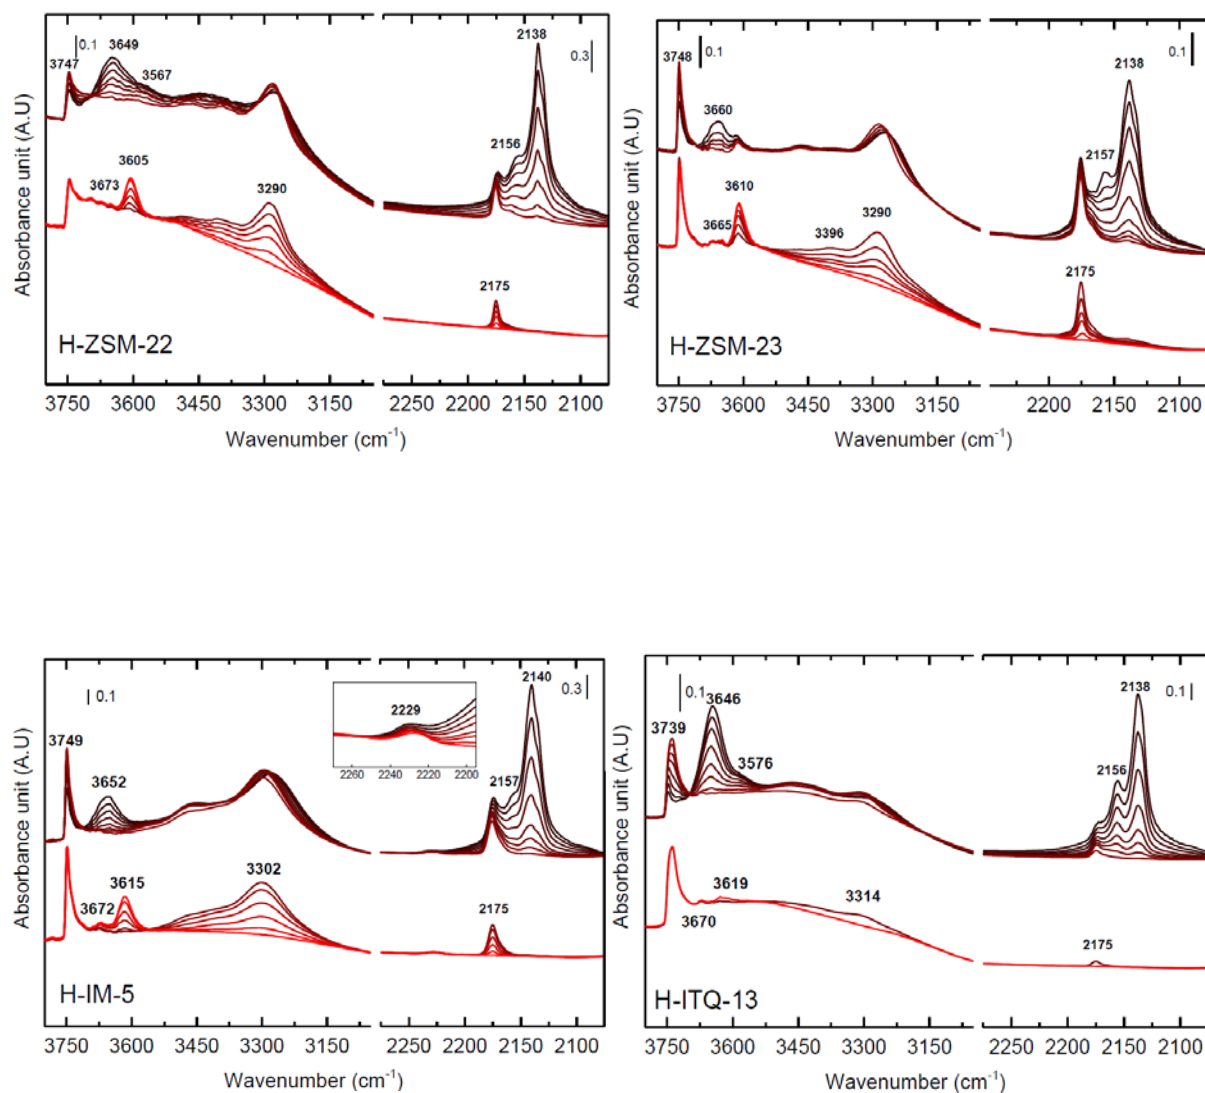 3649
0.1
3747
3567
2138
0.3
2156
3605
3673
3290
2175
Absorbance unit (A.U)
H-ZSM-22
3750 3600 3450 3300 3150 2250 2200 2150 2100
Wavenumber (cm-1)
3748
0.1
0.1
2138
3660
2157
3610
3665
3396
3290
2175
Absorbance unit (A.U)
H-ZSM-23
3750 3600 3450 3300 3150 2200 2150 2100
Wavenumber (cm-1)
0.1
2140
0.3
2229
2260 2240 2220 2200
3749
3652
2157
3615
3672
3302
2175
Absorbance unit (A.U)
H-IM-5
3750 3600 3450 3300 3150 2250 2200 2150 2100
Wavenumber (cm-1)
0.1
3646
2138
0.1
3739
3576
2156
3619
3670
3314
2175
Absorbance unit (A.U)
H-ITQ-13
3750 3600 3450 3300 3150 2250 2200 2150 2100
Wavenumber (cm-1)